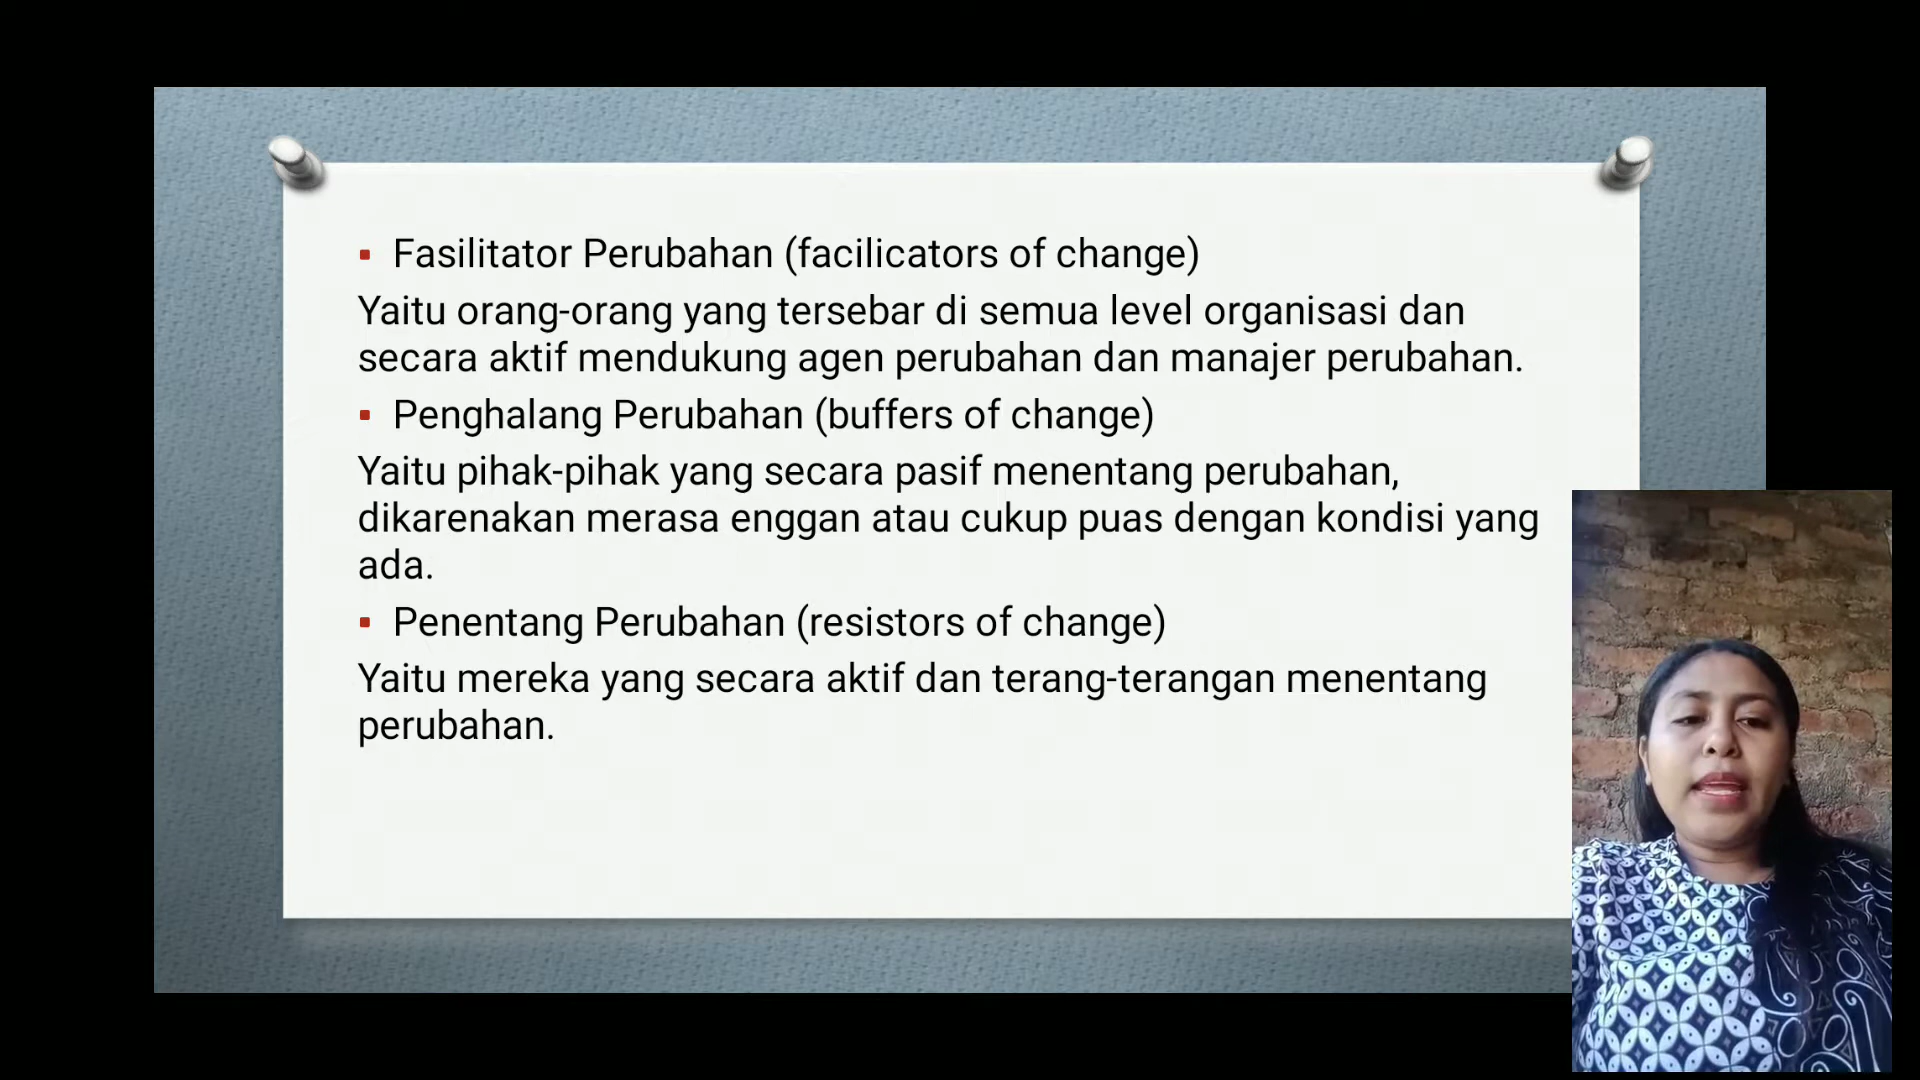 ▪ Fasilitator Perubahan (facilicators of change)
Yaitu orang-orang yang tersebar di semua level organisasi dan
secara aktif mendukung agen perubahan dan manajer perubahan.
▪ Penghalang Perubahan (buffers of change)
Yaitu pihak-pihak yang secara pasif menentang perubahan,
dikarenakan merasa enggan atau cukup puas dengan kondisi yang
ada.
▪ Penentang Perubahan (resistors of change)
Yaitu mereka yang secara aktif dan terang-terangan menentang
perubahan.